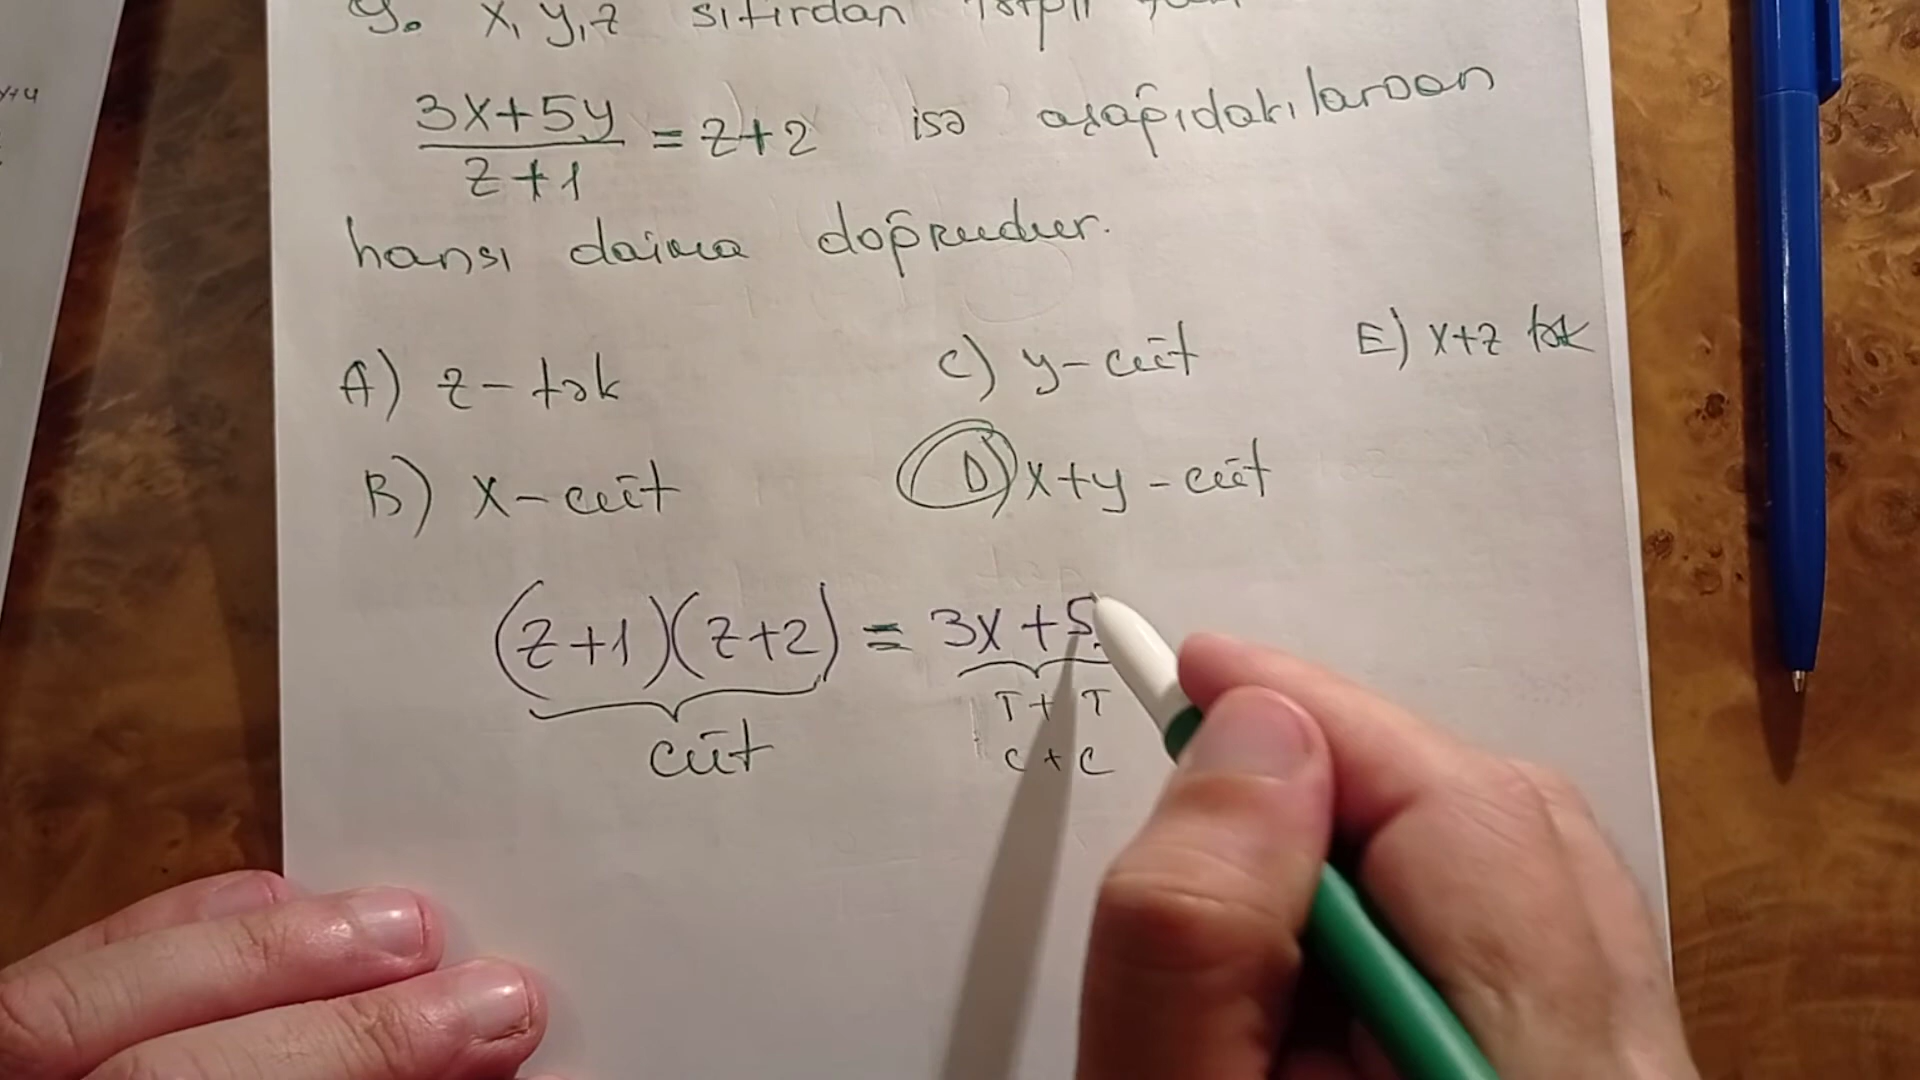 9. x, y, z sıfırdan fərqli
3x+5y / z+1 = z+2 isə aşağıdakılardan
hansı daima doğrudur.
A) z-tək
B) x-cüt
C) y-cüt
D) x+y-cüt
E) x+z tək
(z+1)(z+2) = 3x+5
cüt
T+T
C+C